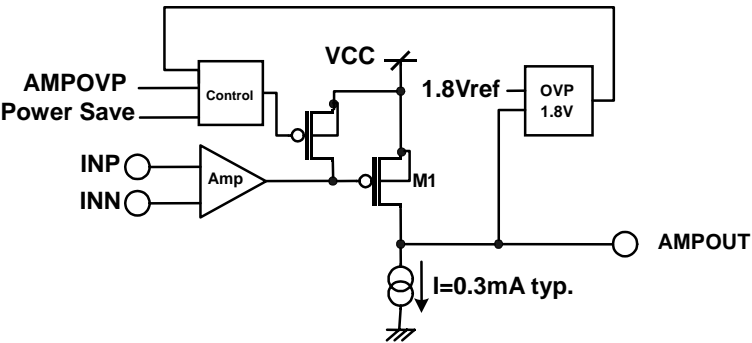 VCC
AMPOVP
Power Save
Control
1.8Vref
OVP
1.8V
INP
INN
Amp
M1
AMPOUT
I=0.3mA typ.